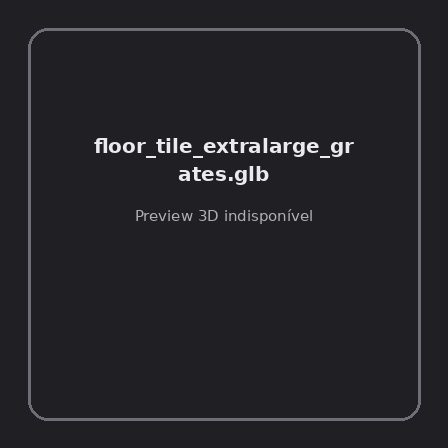 floor_tile_extralarge_gr
ates.glb
Preview 3D indisponível